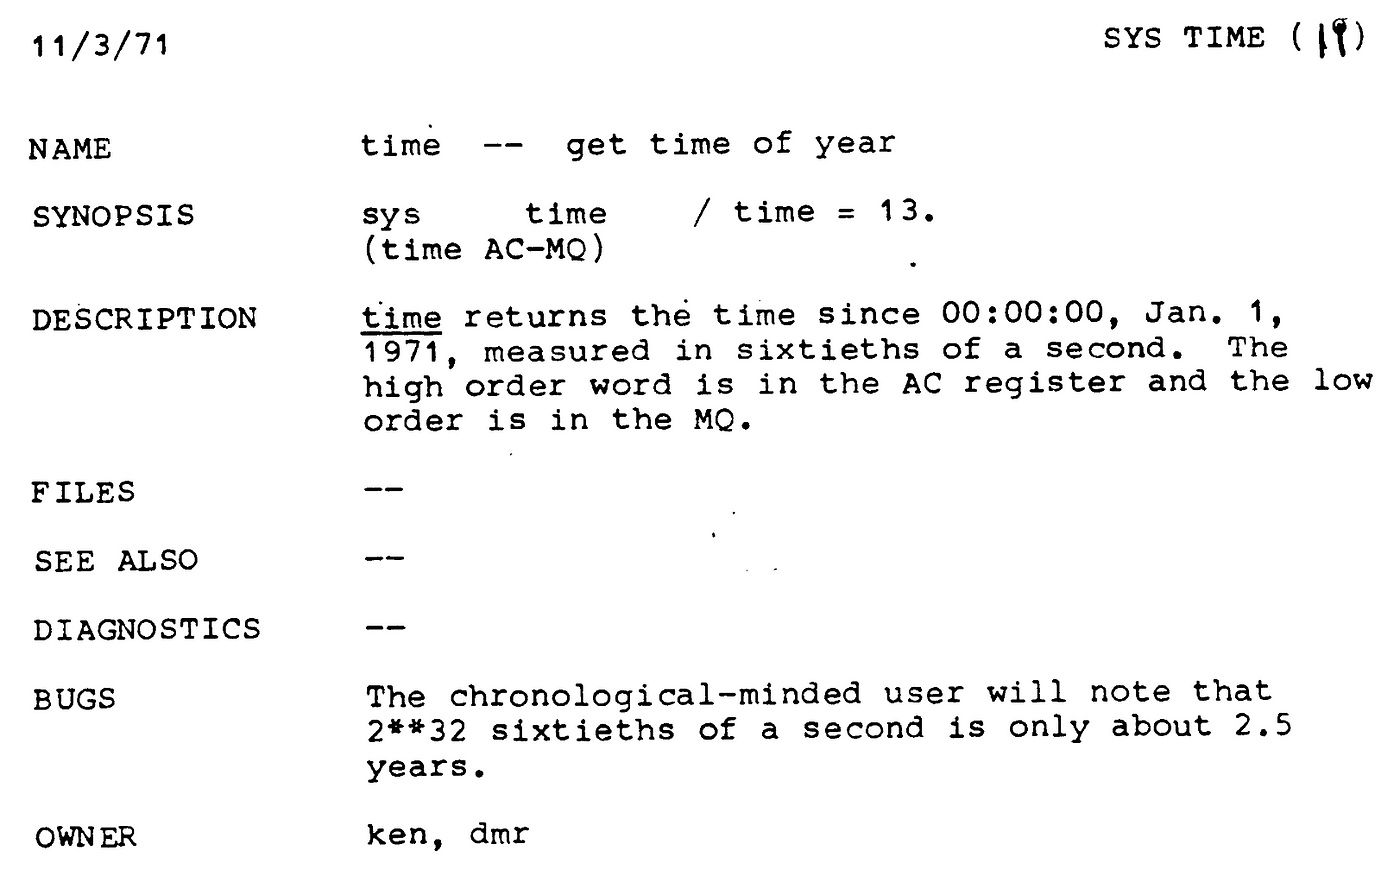 11/3/71 SYS TIME (II)
NAME time -- get time of year
SYNOPSIS sys time / time = 13.
(time AC-MQ)
DESCRIPTION time returns the time since 00:00:00, Jan. 1,
1971, measured in sixtieths of a second. The
high order word is in the AC register and the low
order is in the MQ.
FILES --
SEE ALSO --
DIAGNOSTICS --
BUGS The chronological-minded user will note that
2**32 sixtieths of a second is only about 2.5
years.
OWNER ken, dmr